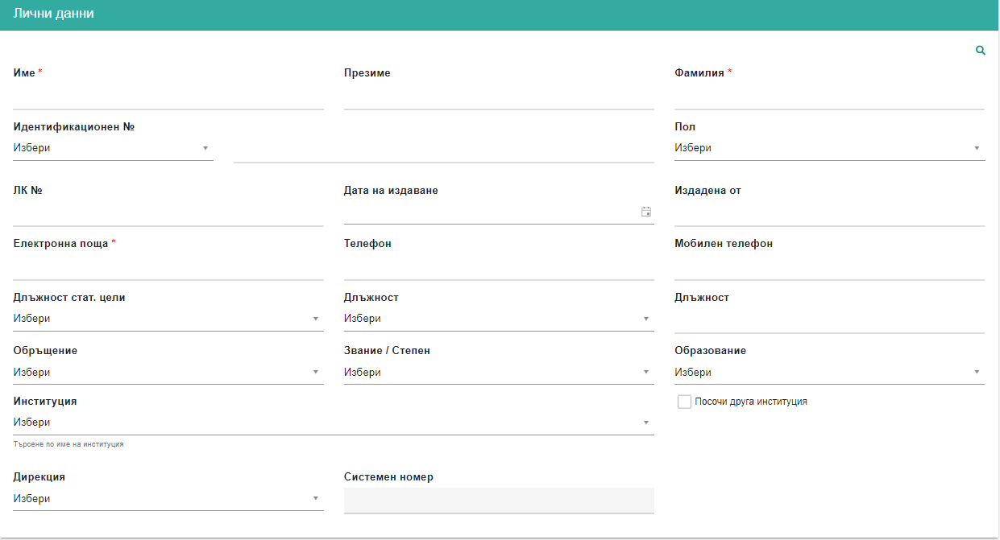 Лични данни
Име * Презиме Фамилия *
Идентификационен № Пол
Избери Избери
ЛК № Дата на издаване Издадена от
Електронна поща * Телефон Мобилен телефон
Длъжност стат. цели Длъжност Длъжност
Избери Избери
Обръщение Звание / Степен Образование
Избери Избери Избери
Институция Посочи друга институция
Избери
Търсене по име на институция
Дирекция Системен номер
Избери